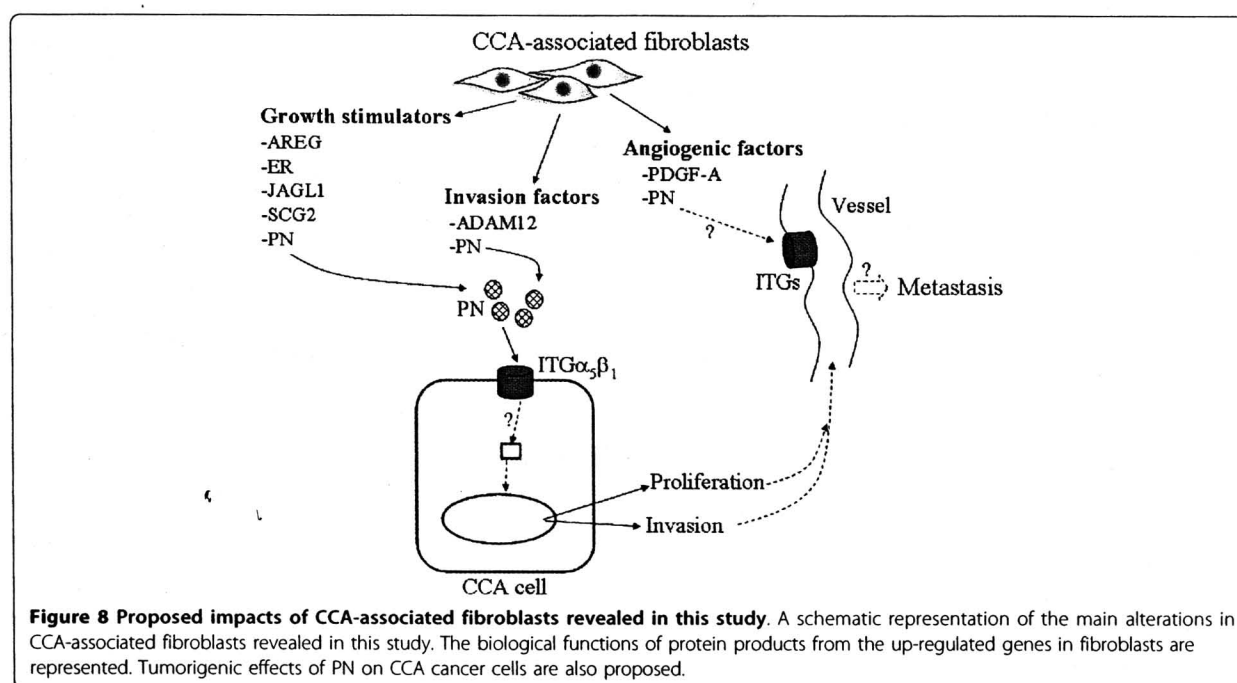 CCA-associated fibroblasts
Growth stimulators
-AREG
-ER
-JAGL1
-SCG2
-PN
Invasion factors
-ADAM12
-PN
Angiogenic factors
-PDGF-A
-PN
?
Vessel
ITGs
?
Metastasis
PN
ITGα₅β₁
?
Proliferation
Invasion
CCA cell
Figure 8 Proposed impacts of CCA-associated fibroblasts revealed in this study. A schematic representation of the main alterations in
CCA-associated fibroblasts revealed in this study. The biological functions of protein products from the up-regulated genes in fibroblasts are
represented. Tumorigenic effects of PN on CCA cancer cells are also proposed.